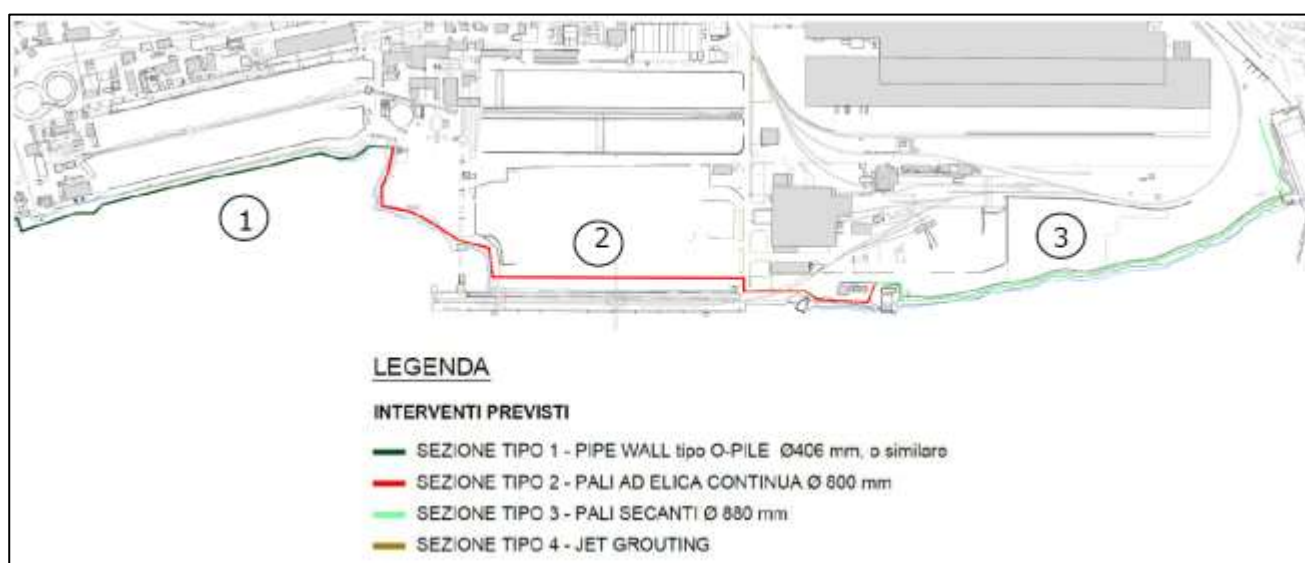 1
2
3
LEGENDA
INTERVENTI PREVISTI
SEZIONE TIPO 1 - PIPE WALL tipo O-PILE Ø406 mm, o similare
SEZIONE TIPO 2 - PALI AD ELICA CONTINUA Ø 800 mm
SEZIONE TIPO 3 - PALI SECANTI Ø 880 mm
SEZIONE TIPO 4 - JET GROUTING